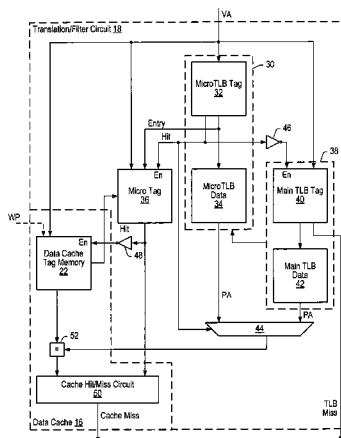 VA
Translation/Filter Circuit 18
30
MicroTLB Tag
32
Entry
Hit
46
38
En
En
Micro Tag
36
MicroTLB
Data
34
Main TLB Tag
40
WP
Hit
En
48
Data Cache
Tag Memory
22
Main TLB
Data
42
PA
PA
44
52
=
Cache Hit/Miss Circuit
50
TLB
Miss
Data Cache 16
Cache Miss